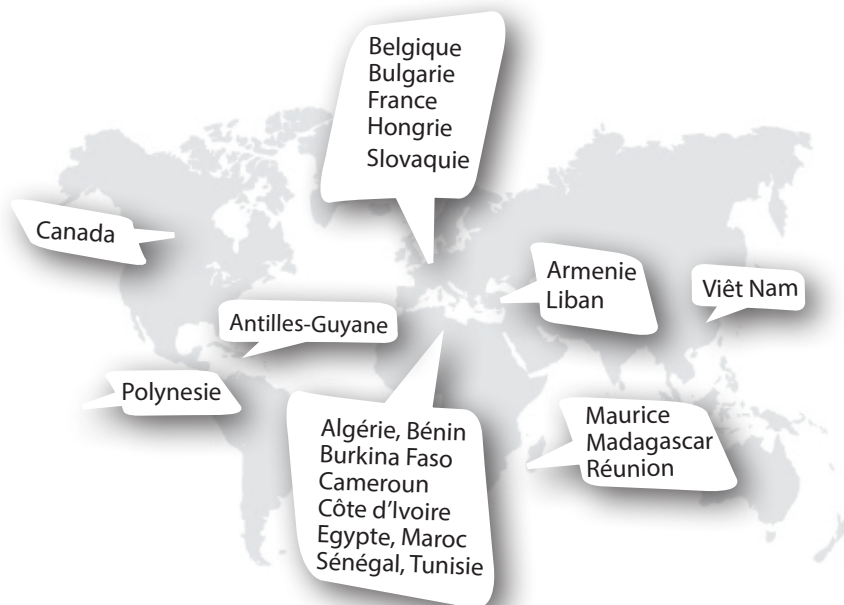 Belgique
Bulgarie
France
Hongrie
Slovaquie
Canada
Armenie
Liban
Viêt Nam
Antilles-Guyane
Polynesie
Algérie, Bénin
Burkina Faso
Cameroun
Côte d'Ivoire
Egypte, Maroc
Sénégal, Tunisie
Maurice
Madagascar
Réunion